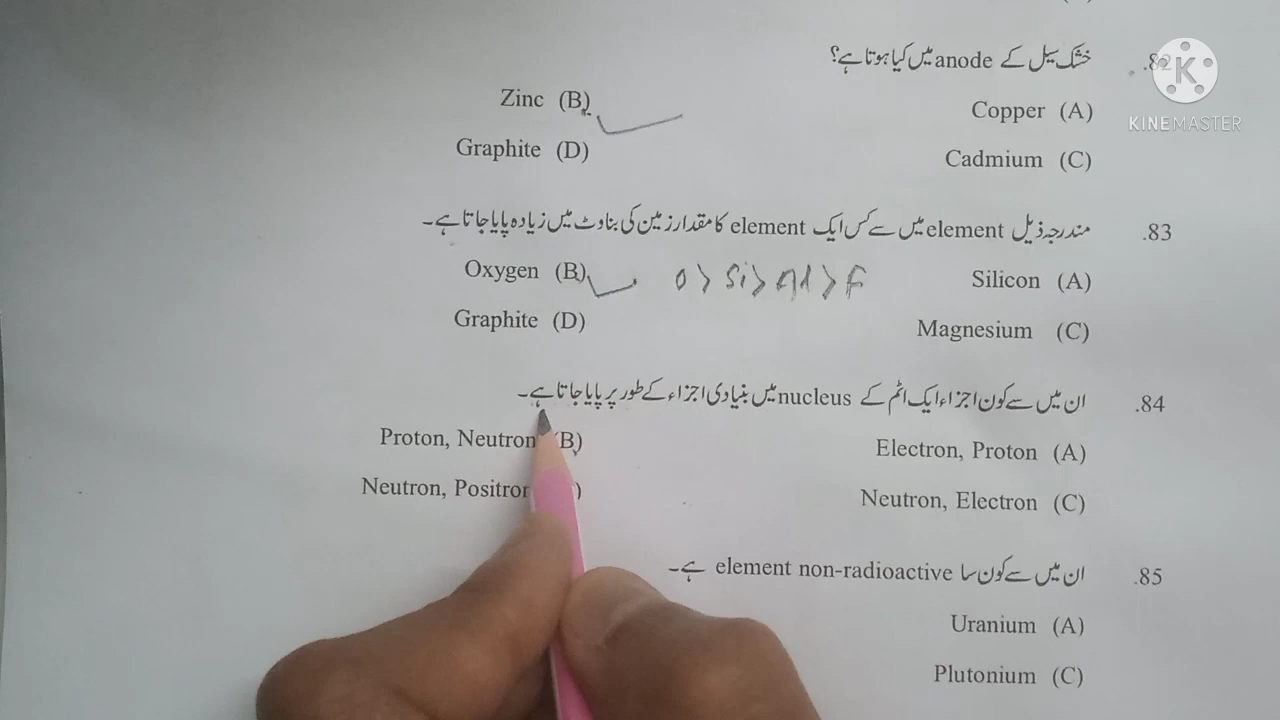 82. خشک سیل کے anode میں کیا ہوتا ہے؟
Copper (A) Zinc (B)
Cadmium (C) Graphite (D)
83. مندرجہ ذیل element میں سے کس ایک element کا مقدار زمین کی بناوٹ میں زیادہ پایا جاتا ہے۔
Silicon (A) Oxygen (B) O > Si > Al > F
Magnesium (C) Graphite (D)
84. ان میں سے کون اجزاء ایک اٹم کے nucleus میں بنیادی اجزاء کے طور پر پایا جاتا ہے۔
Electron, Proton (A) Proton, Neutron (B)
Neutron, Electron (C) Neutron, Positron
85. ان میں سے کون سا element non-radioactive ہے۔
Uranium (A)
Plutonium (C)
K
KINEMASTER